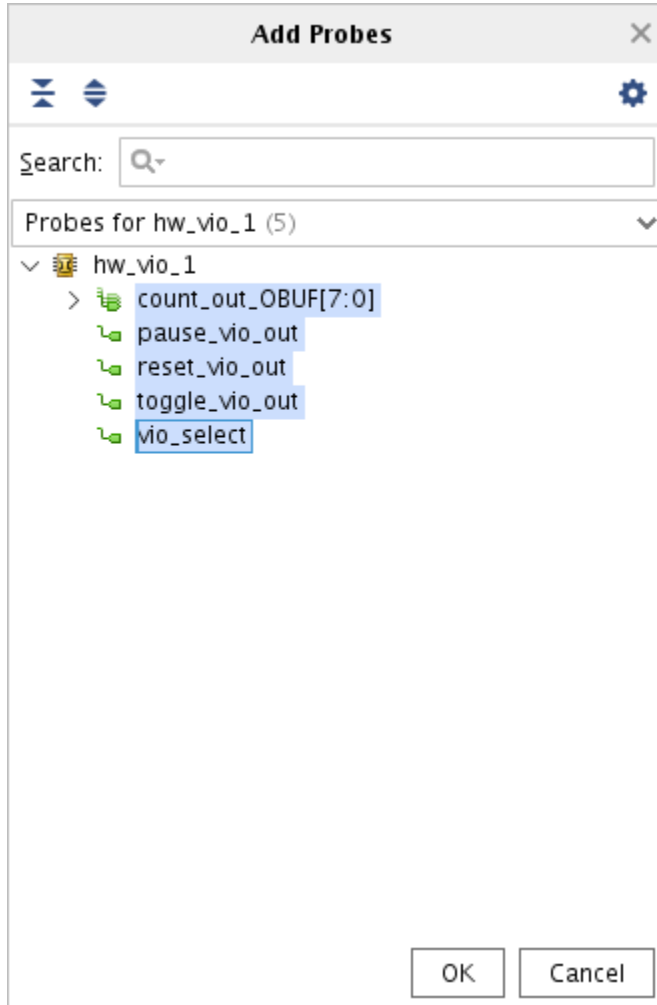 Add Probes
Search:
Probes for hw_vio_1 (5)
hw_vio_1
count_out_OBUF[7:0]
pause_vio_out
reset_vio_out
toggle_vio_out
vio_select
OK Cancel